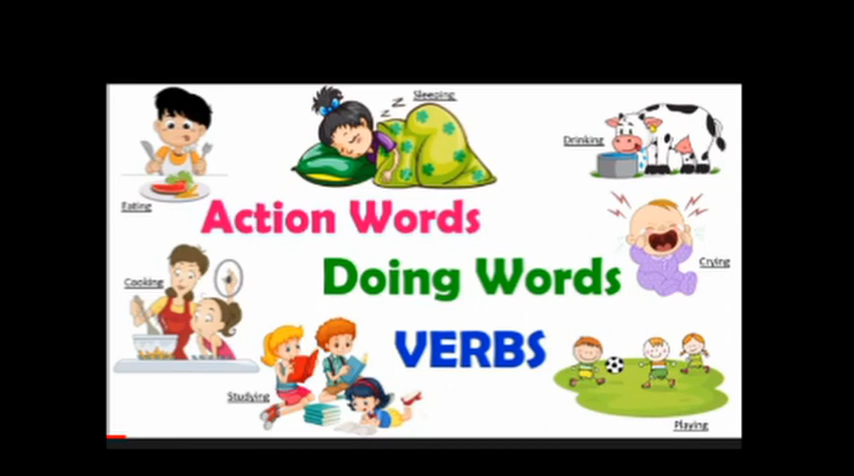 Sleeping
Drinking
Eating
Action Words
Crying
Doing Words
Cooking
VERBS
Studying
Playing